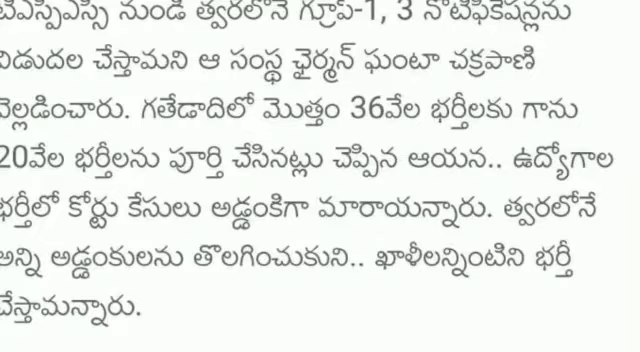 టీఎస్పీఎస్సీ నుండి త్వరలోనే గ్రూప్-1, 3 నోటిఫికేషన్లను
విడుదల చేస్తామని ఆ సంస్థ ఛైర్మన్ ఘంటా చక్రపాణి
వెల్లడించారు. గతేడాదిలో మొత్తం 36వేల భర్తీలకు గాను
20వేల భర్తీలను పూర్తి చేసినట్లు చెప్పిన ఆయన.. ఉద్యోగాల
భర్తీలో కోర్టు కేసులు అడ్డంకిగా మారాయన్నారు. త్వరలోనే
అన్ని అడ్డంకులను తొలగించుకుని.. ఖాళీలన్నింటిని భర్తీ
చేస్తామన్నారు.